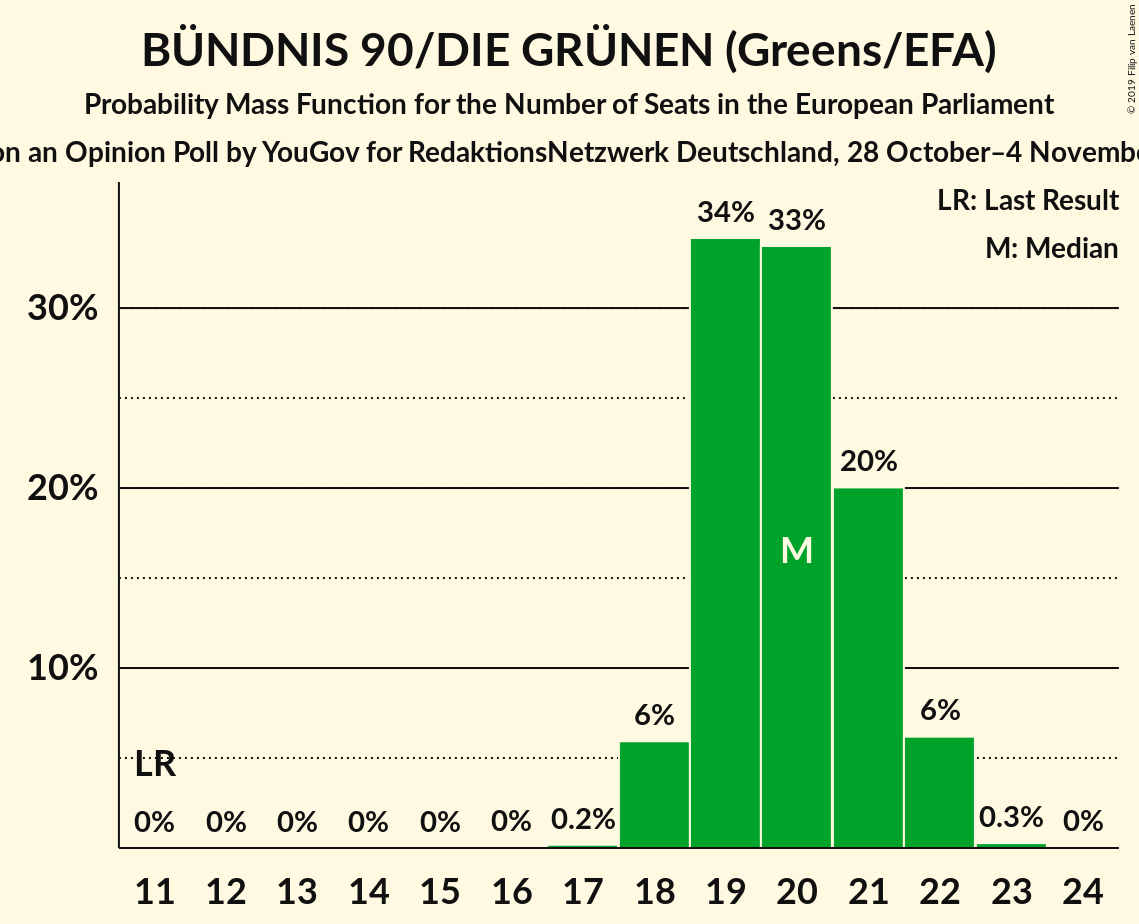 BÜNDNIS 90/DIE GRÜNEN (Greens/EFA)
Probability Mass Function for the Number of Seats in the European Parliament
on an Opinion Poll by YouGov for RedaktionsNetzwerk Deutschland, 28 October–4 Novembe
© 2019 Filip van Laenen
LR: Last Result
M: Median
34%
33%
30%
20%
20%
M
10%
6%
6%
LR
0%
0%
0%
0%
0%
0%
0.2%
0.3%
0%
11 12 13 14 15 16 17 18 19 20 21 22 23 24